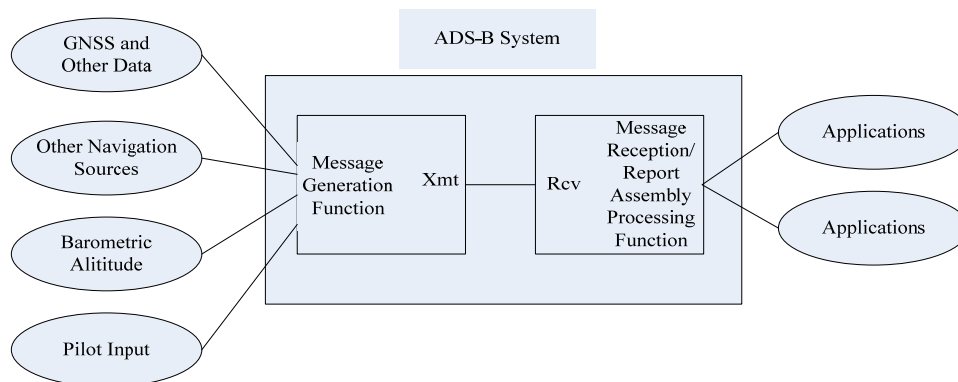 ADS-B System
GNSS and
Other Data
Other Navigation
Sources
Barometric
Alititude
Pilot Input
Message
Generation
Function
Xmt
Rcv
Message
Reception/
Report
Assembly
Processing
Function
Applications
Applications